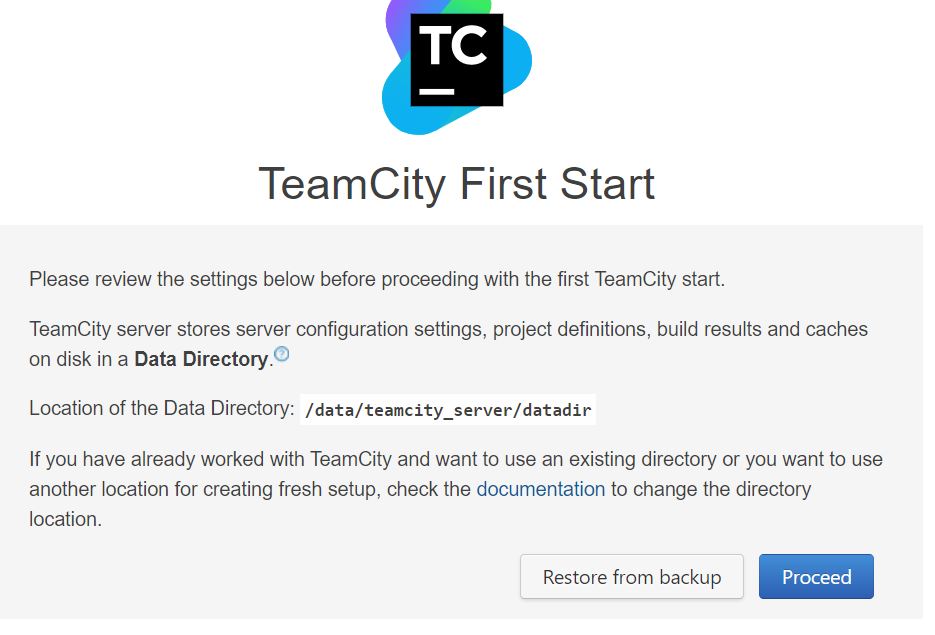 TC
TeamCity First Start
Please review the settings below before proceeding with the first TeamCity start.
TeamCity server stores server configuration settings, project definitions, build results and caches
on disk in a Data Directory.?
Location of the Data Directory: /data/teamcity_server/datadir
If you have already worked with TeamCity and want to use an existing directory or you want to use
another location for creating fresh setup, check the documentation to change the directory
location.
Restore from backup Proceed